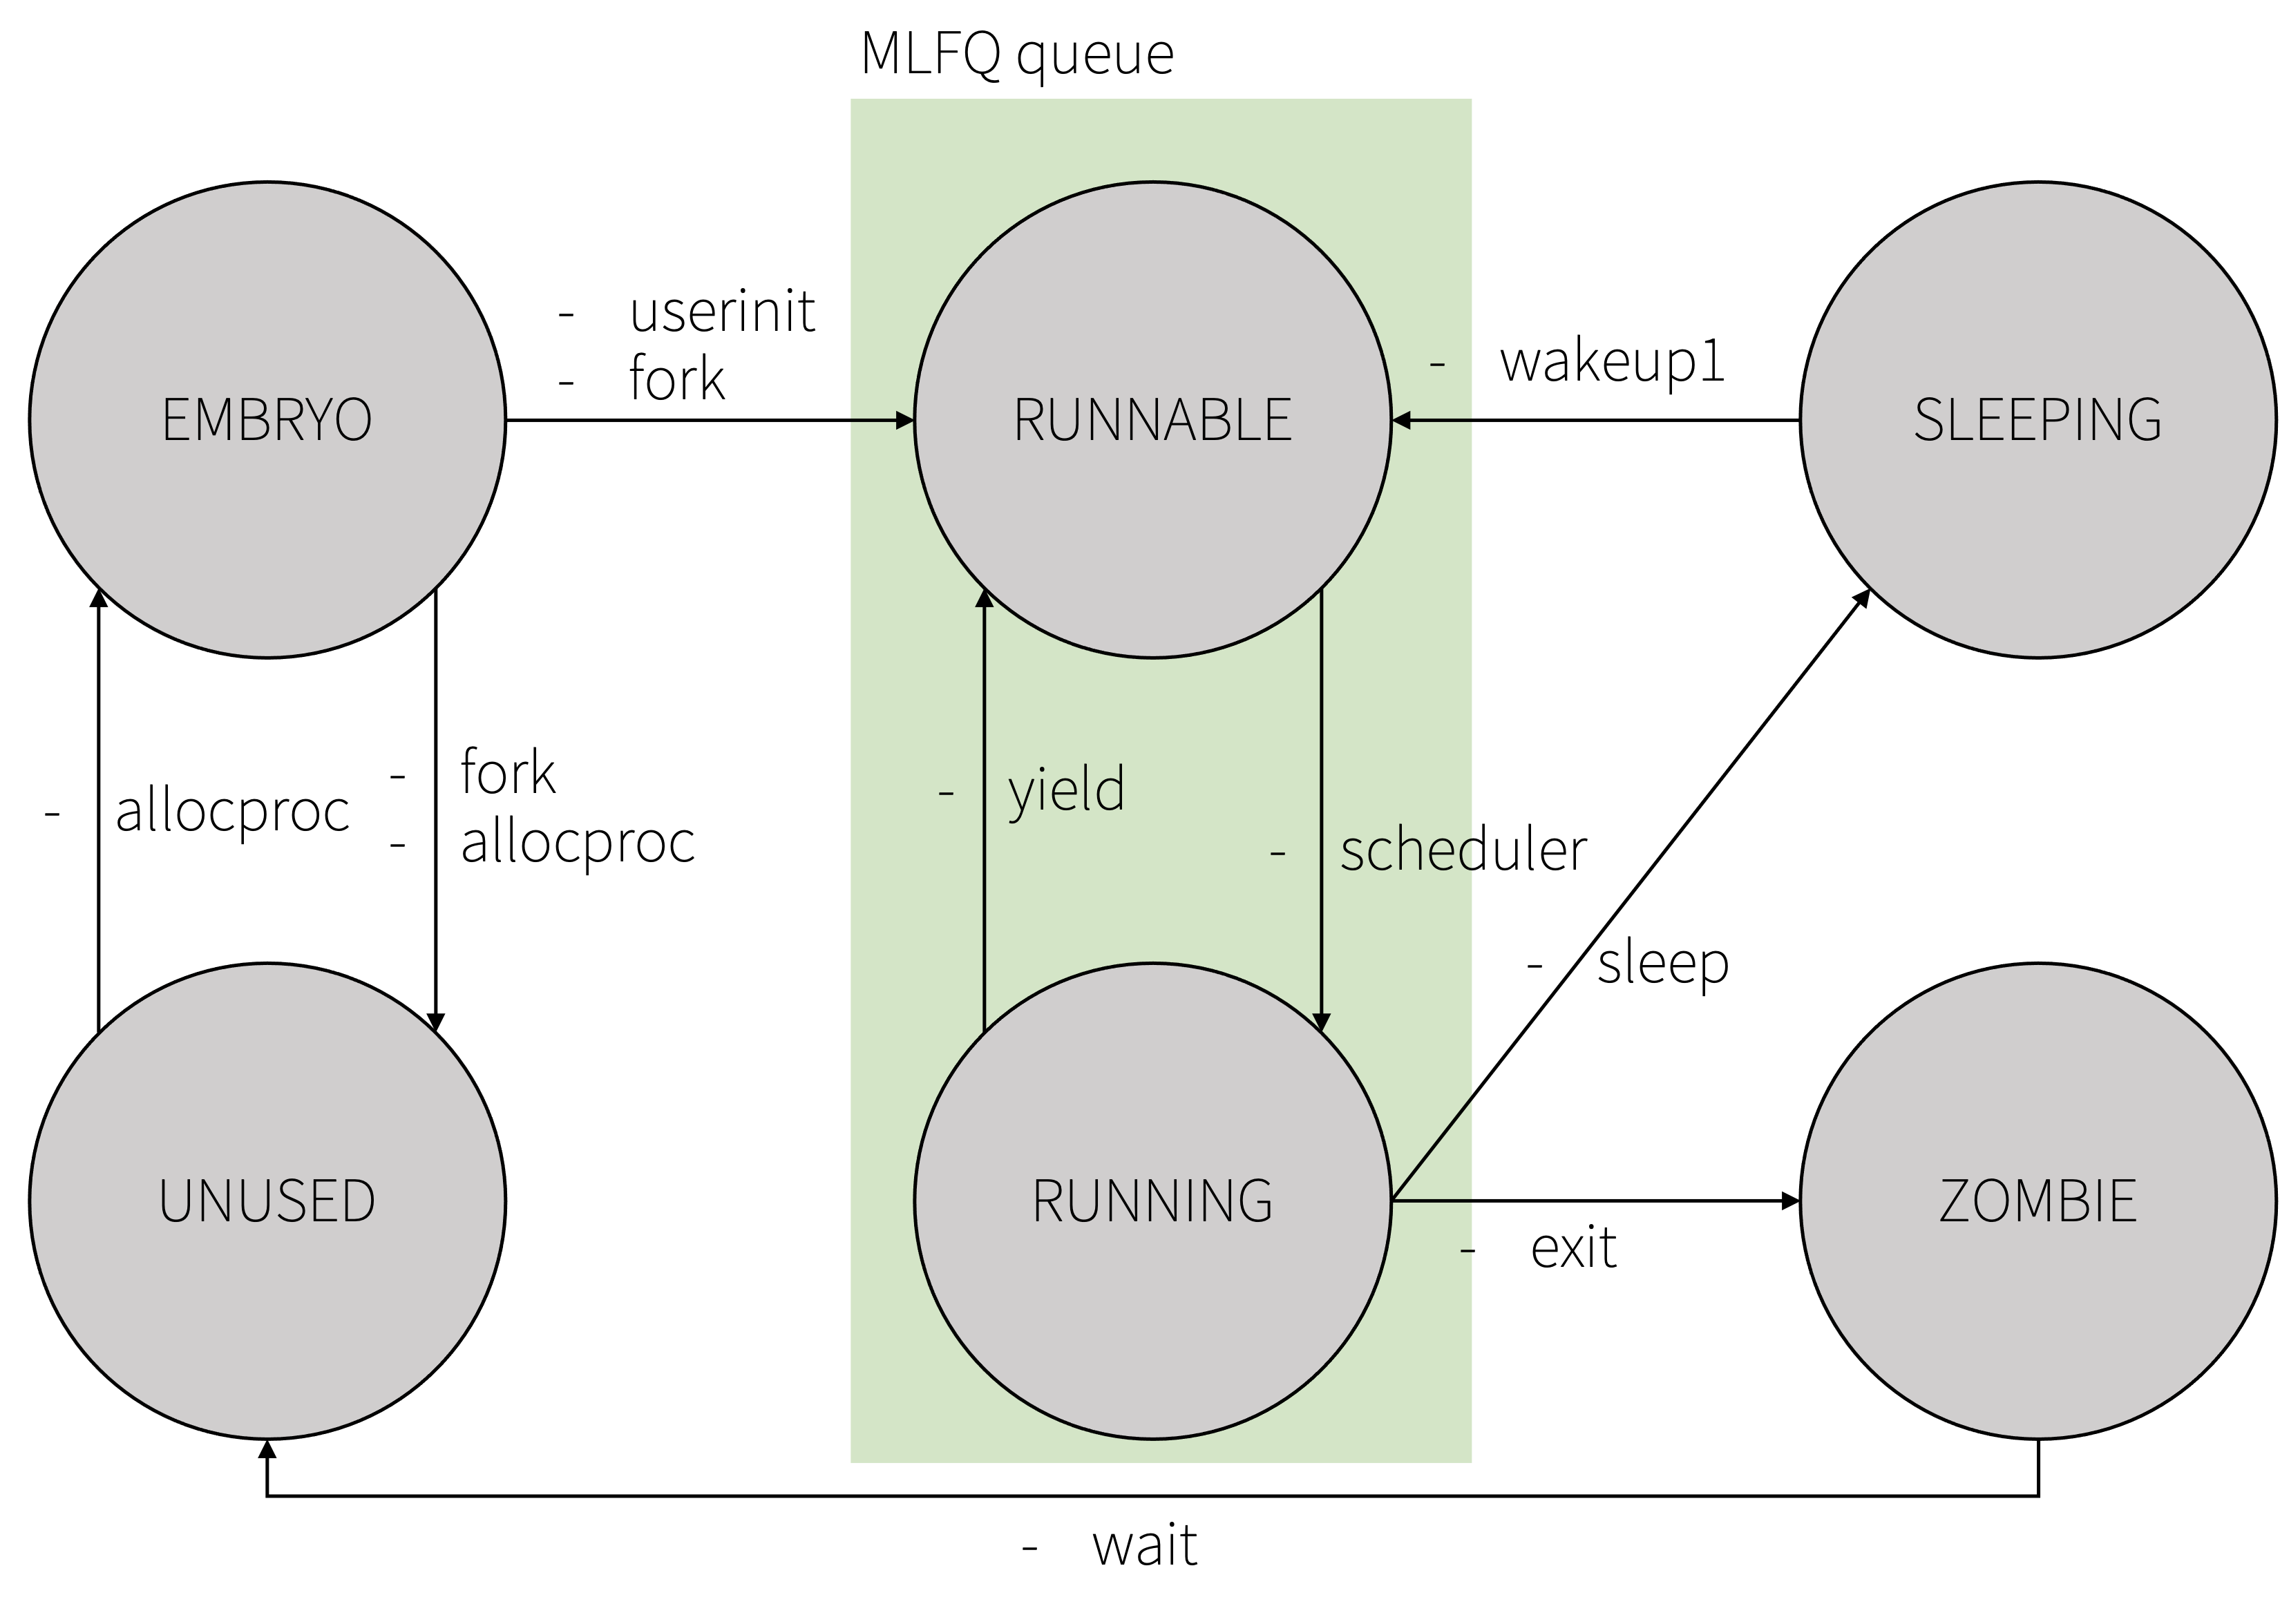 MLFQ queue
- userinit
- fork
- wakeup1
EMBRYO
RUNNABLE
SLEEPING
- allocproc
- fork
- allocproc
- yield
- scheduler
- sleep
UNUSED
RUNNING
ZOMBIE
- exit
- wait